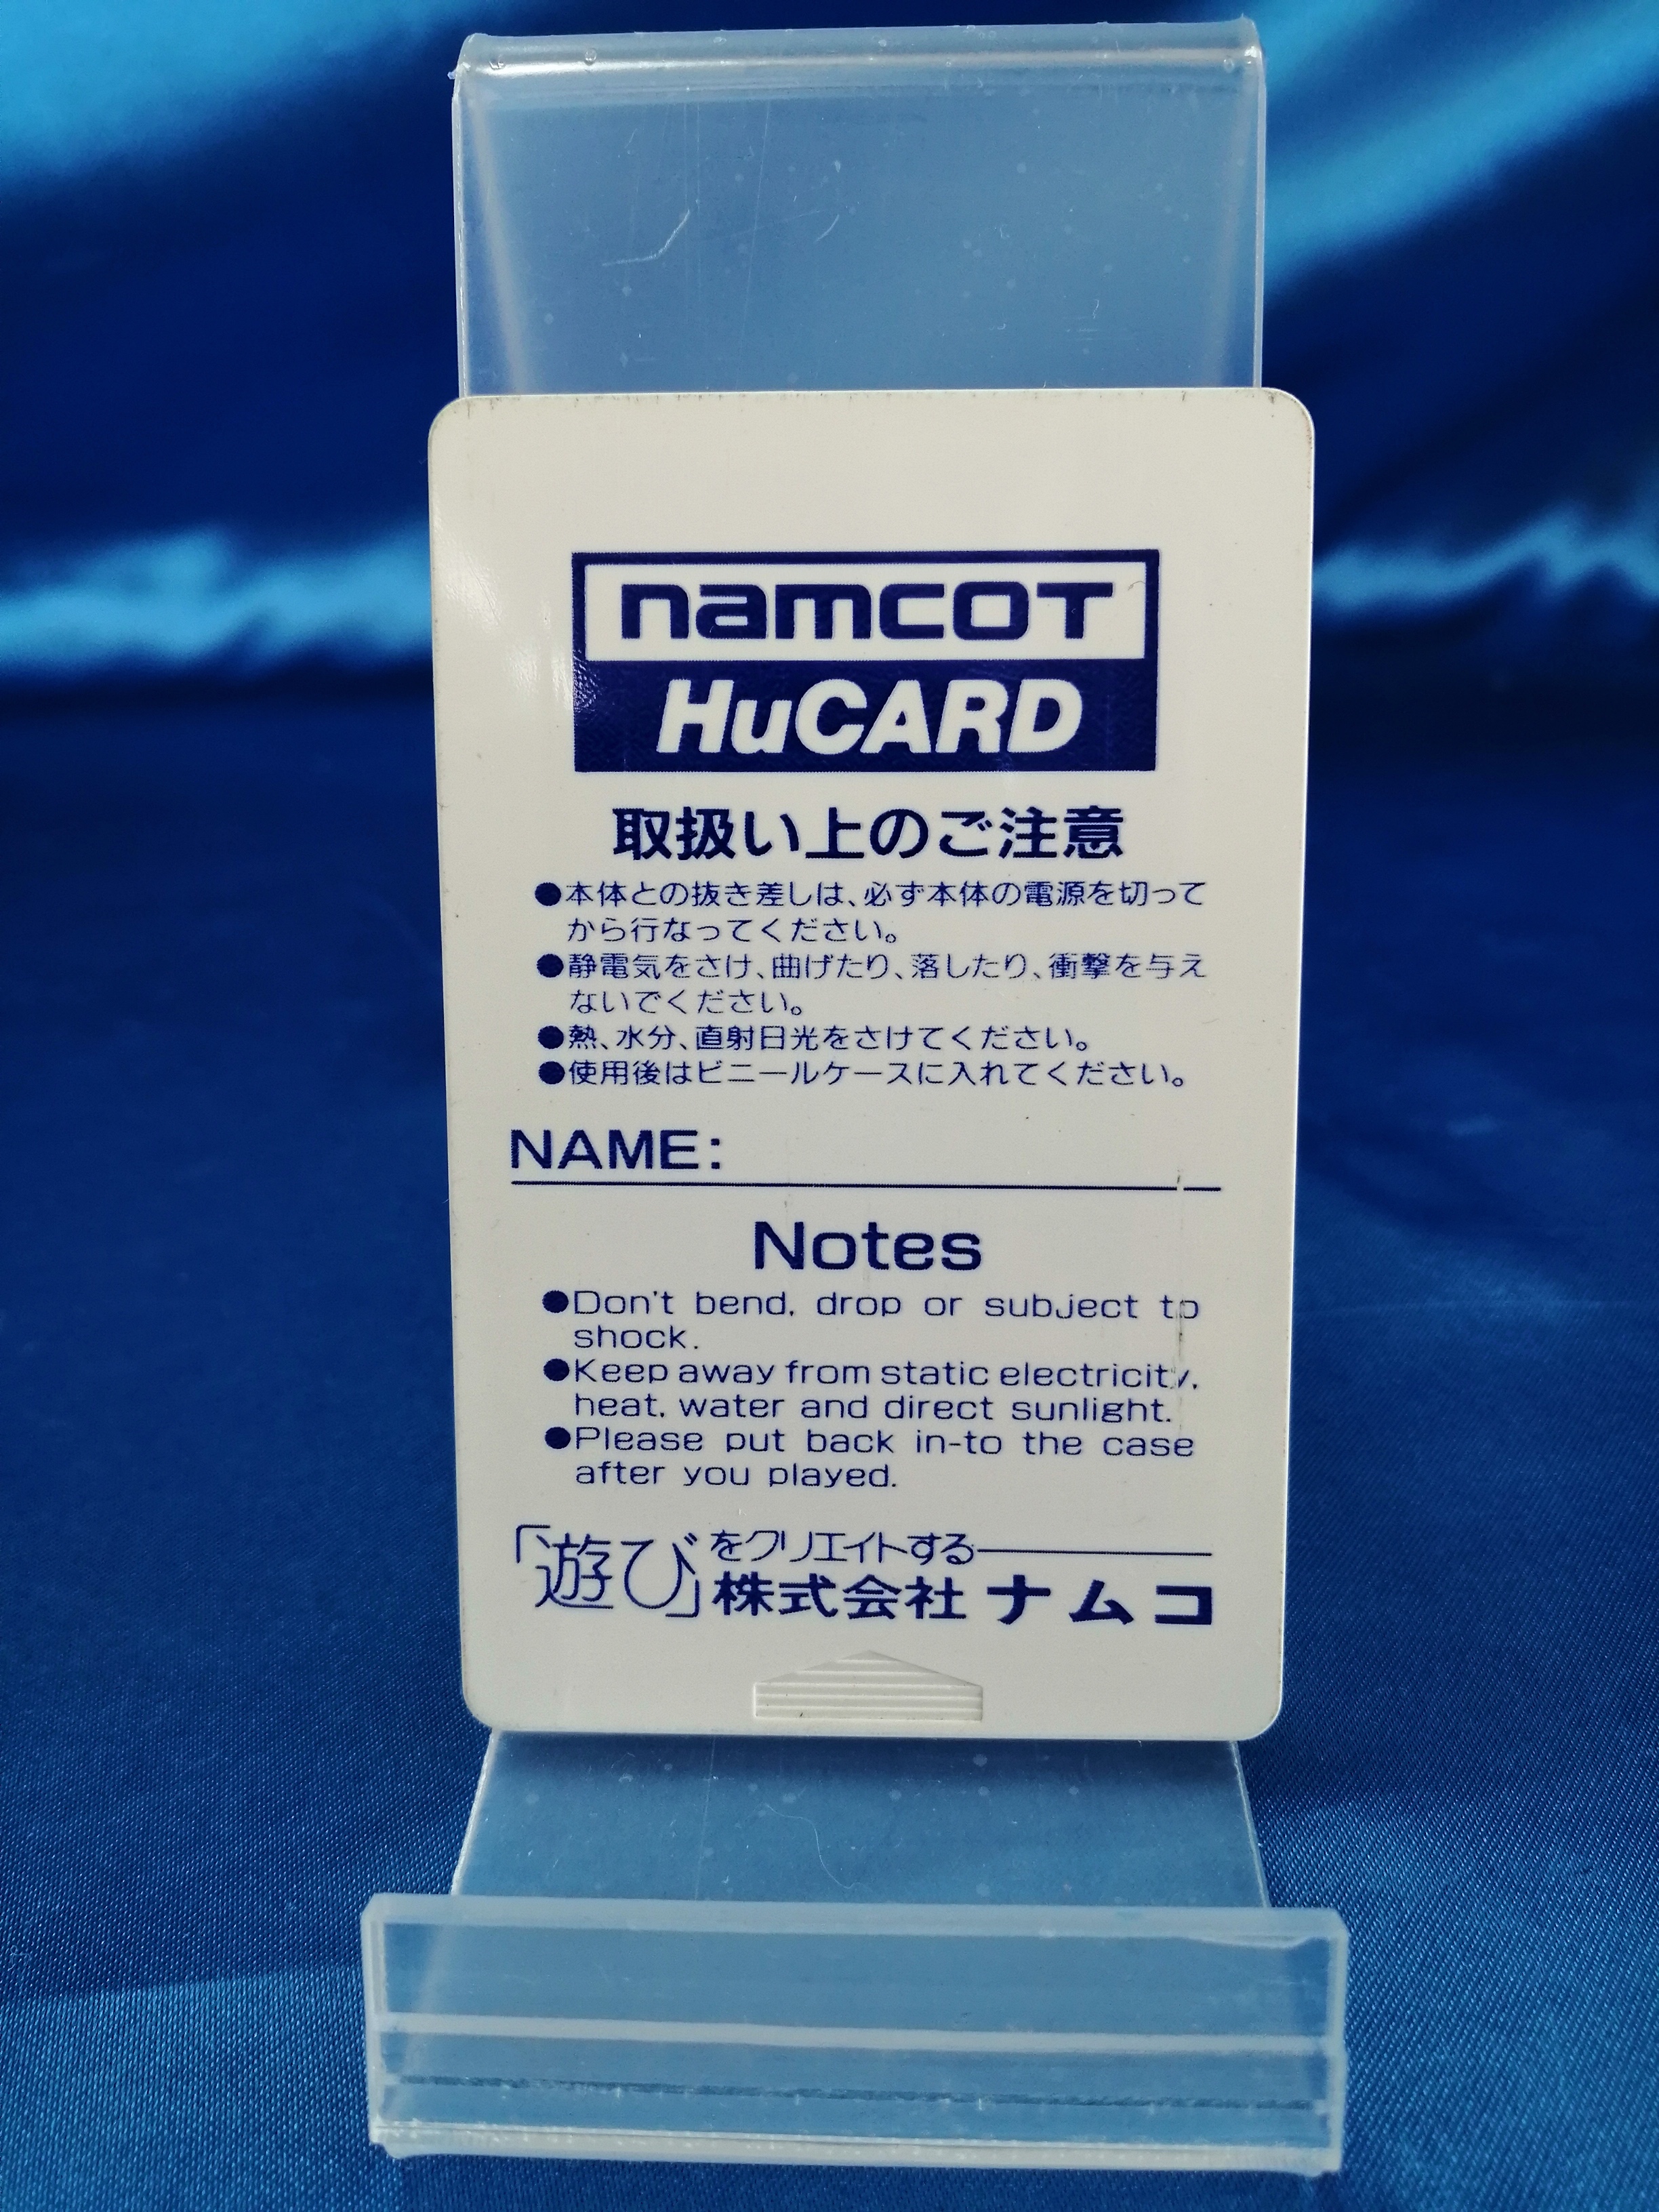 namcot
HuCARD
取扱い上のご注意
●本体との抜き差しは、必ず本体の電源を切って
から行なってください。
●静電気をさけ、曲げたり、落したり、衝撃を与え
ないでください。
●熱、水分、直射日光をさけてください。
●使用後はビニールケースに入れてください。
NAME:
Notes
●Don't bend, drop or subject to
shock.
●Keep away from static electricity,
heat, water and direct sunlight.
●Please put back in-to the case
after you played.
「遊び」をクリエイトする
株式会社 ナムコ